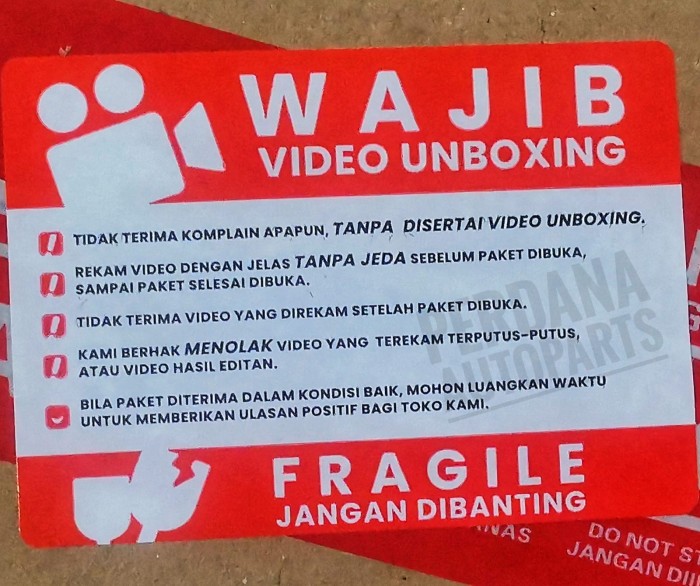 WAJIB
VIDEO UNBOXING
TIDAK TERIMA KOMPLAIN APAPUN, TANPA DISERTAI VIDEO UNBOXING.
REKAM VIDEO DENGAN JELAS TANPA JEDA SEBELUM PAKET DIBUKA,
SAMPAI PAKET SELESAI DIBUKA.
TIDAK TERIMA VIDEO YANG DIREKAM SETELAH PAKET DIBUKA.
KAMI BERHAK MENOLAK VIDEO YANG TEREKAM TERPUTUS-PUTUS,
ATAU VIDEO HASIL EDITAN.
BILA PAKET DITERIMA DALAM KONDISI BAIK, MOHON LUANGKAN WAKTU
UNTUK MEMBERIKAN ULASAN POSITIF BAGI TOKO KAMI.
PERDANA
AUTOPARTS
FRAGILE
JANGAN DIBANTING
DO NOT
JANGAN